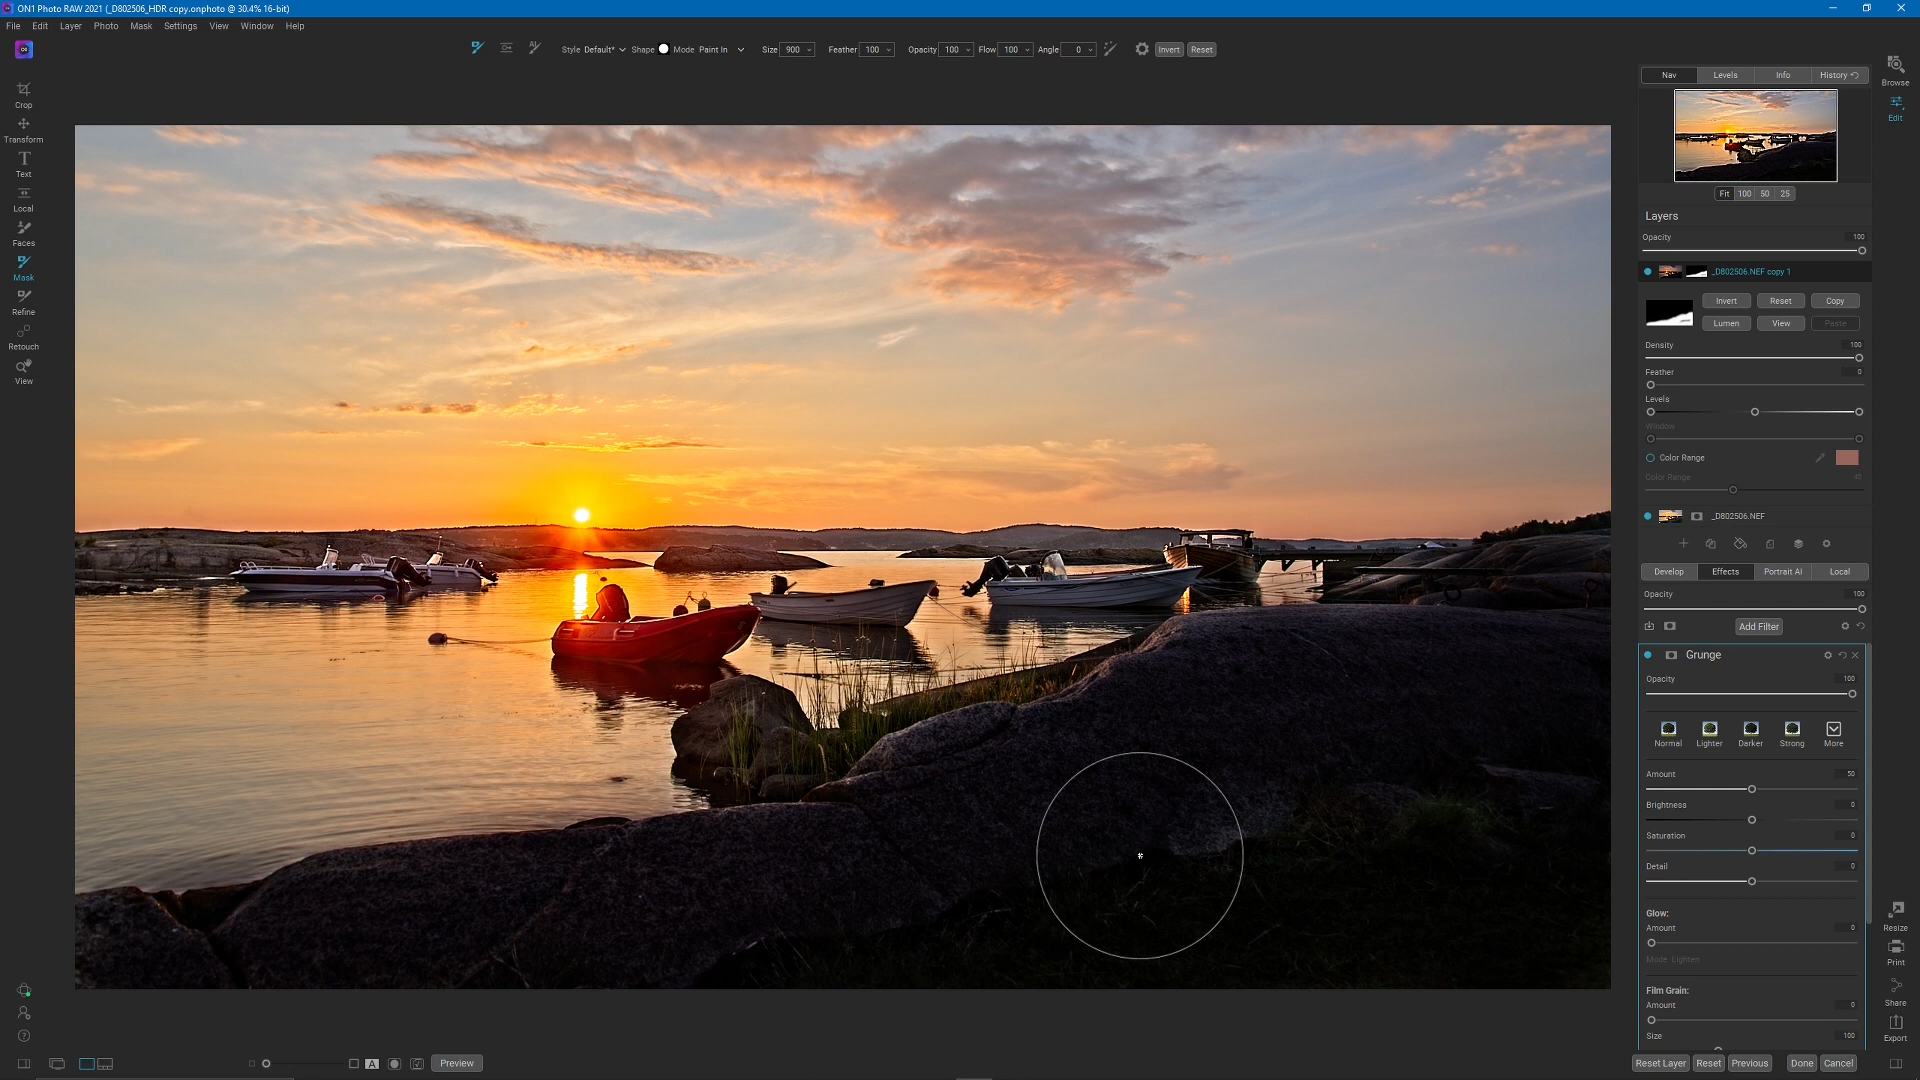 ON1 Photo RAW 2021 (_D802506_HDR copy.onphoto @ 30.4% 16-bit)
File Edit Layer Photo Mask Settings View Window Help
Style Default* Shape Mode Paint In Size 900 Feather 100 Opacity 100 Flow 100 Angle 0 Invert Reset
Crop
Transform
Text
Local
Faces
Mask
Refine
Retouch
View
Nav Levels Info History
Browse
Edit
Fit 100 50 25
Layers
Opacity 100
_D802506.NEF copy 1
Invert Reset Copy
Lumen View Paste
Density 100
Feather 0
Levels
Window
Color Range
Color Range 40
_D802506.NEF
Develop Effects Portrait AI Local
Opacity 100
Add Filter
Grunge
Opacity 100
Normal Lighter Darker Strong More
Amount 50
Brightness 0
Saturation 0
Detail 0
Glow:
Amount 0
Mode Lighten
Film Grain:
Amount 0
Size 100
Resize
Print
Share
Export
A Preview
Reset Layer Reset Previous Done Cancel